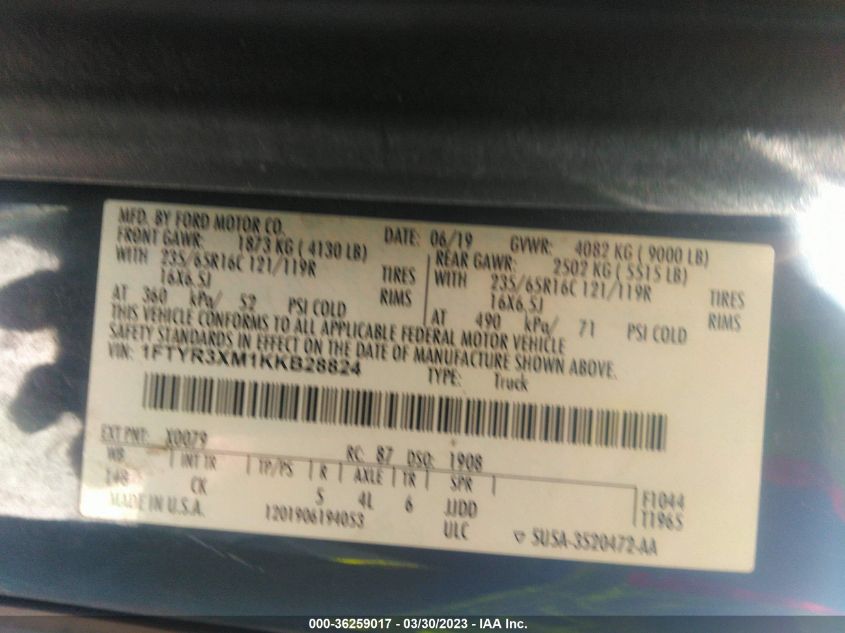 MFD. BY FORD MOTOR CO.
DATE: 06/19 GVWR: 4082 KG ( 9000 LB)
FRONT GAWR: 1873 KG ( 4130 LB) REAR GAWR: 2502 KG ( 5515 LB)
WITH 235/65R16C 121/119R TIRES WITH 235/65R16C 121/119R TIRES
16X6.5J RIMS 16X6.5J RIMS
AT 360 kPa/ 52 PSI COLD AT 490 kPa/ 71 PSI COLD
THIS VEHICLE CONFORMS TO ALL APPLICABLE FEDERAL MOTOR VEHICLE
SAFETY STANDARDS IN EFFECT ON THE DATE OF MANUFACTURE SHOWN ABOVE.
VIN: 1FTYR3XM1KKB28824 TYPE: Truck
EXT PNT: X0079 RC: 87 DSO: 1908
WB INT TR TP/PS R AXLE TR SPR
148 CK 5 4L 6 JJDD F1044
MADE IN U.S.A. 1201906194053 ULC T1965
▽ 5U5A-3520472-AA
000-36259017 - 03/30/2023 - IAA Inc.